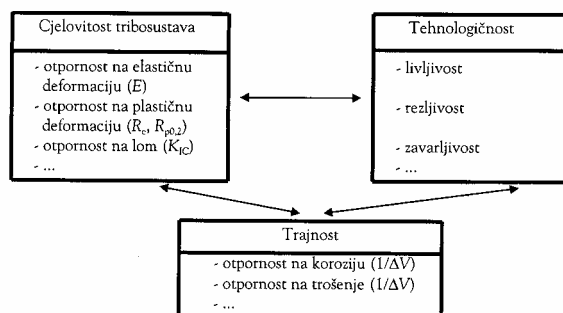 Cjelovitost tribosustava
- otpornost na elastičnu
deformaciju (E)
- otpornost na plastičnu
deformaciju (Re, Rp0,2)
- otpornost na lom (KIC)
- ...
Tehnologičnost
- livljivost
- rezljivost
- zavarljivost
- ...
Trajnost
- otpornost na koroziju (1/ΔV)
- otpornost na trošenje (1/ΔV)
- ...